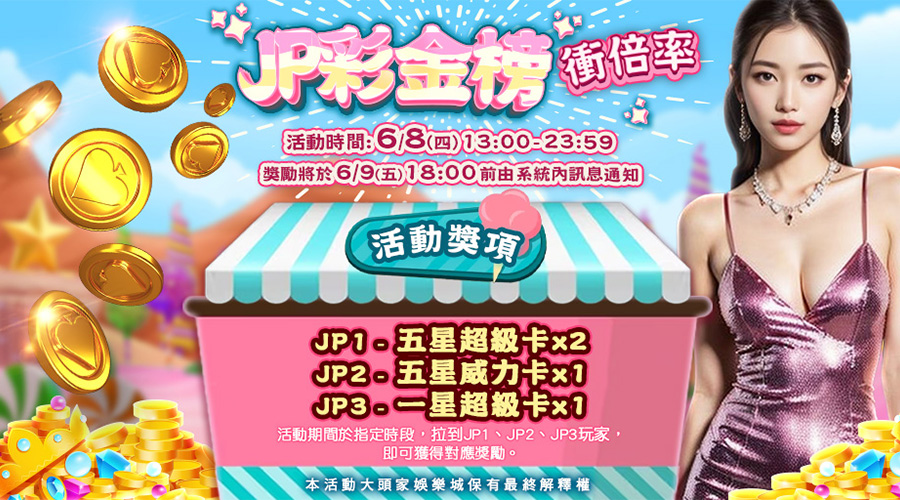 JP彩金榜 衝倍率
活動時間: 6/8(四)13:00-23:59
獎勵將於6/9(五)18:00前由系統內訊息通知
活動獎項
JP1 - 五星超級卡x2
JP2 - 五星威力卡x1
JP3 - 一星超級卡x1
活動期間於指定時段，拉到JP1、JP2、JP3玩家，
即可獲得對應獎勵。
本活動大頭家娛樂城保有最終解釋權